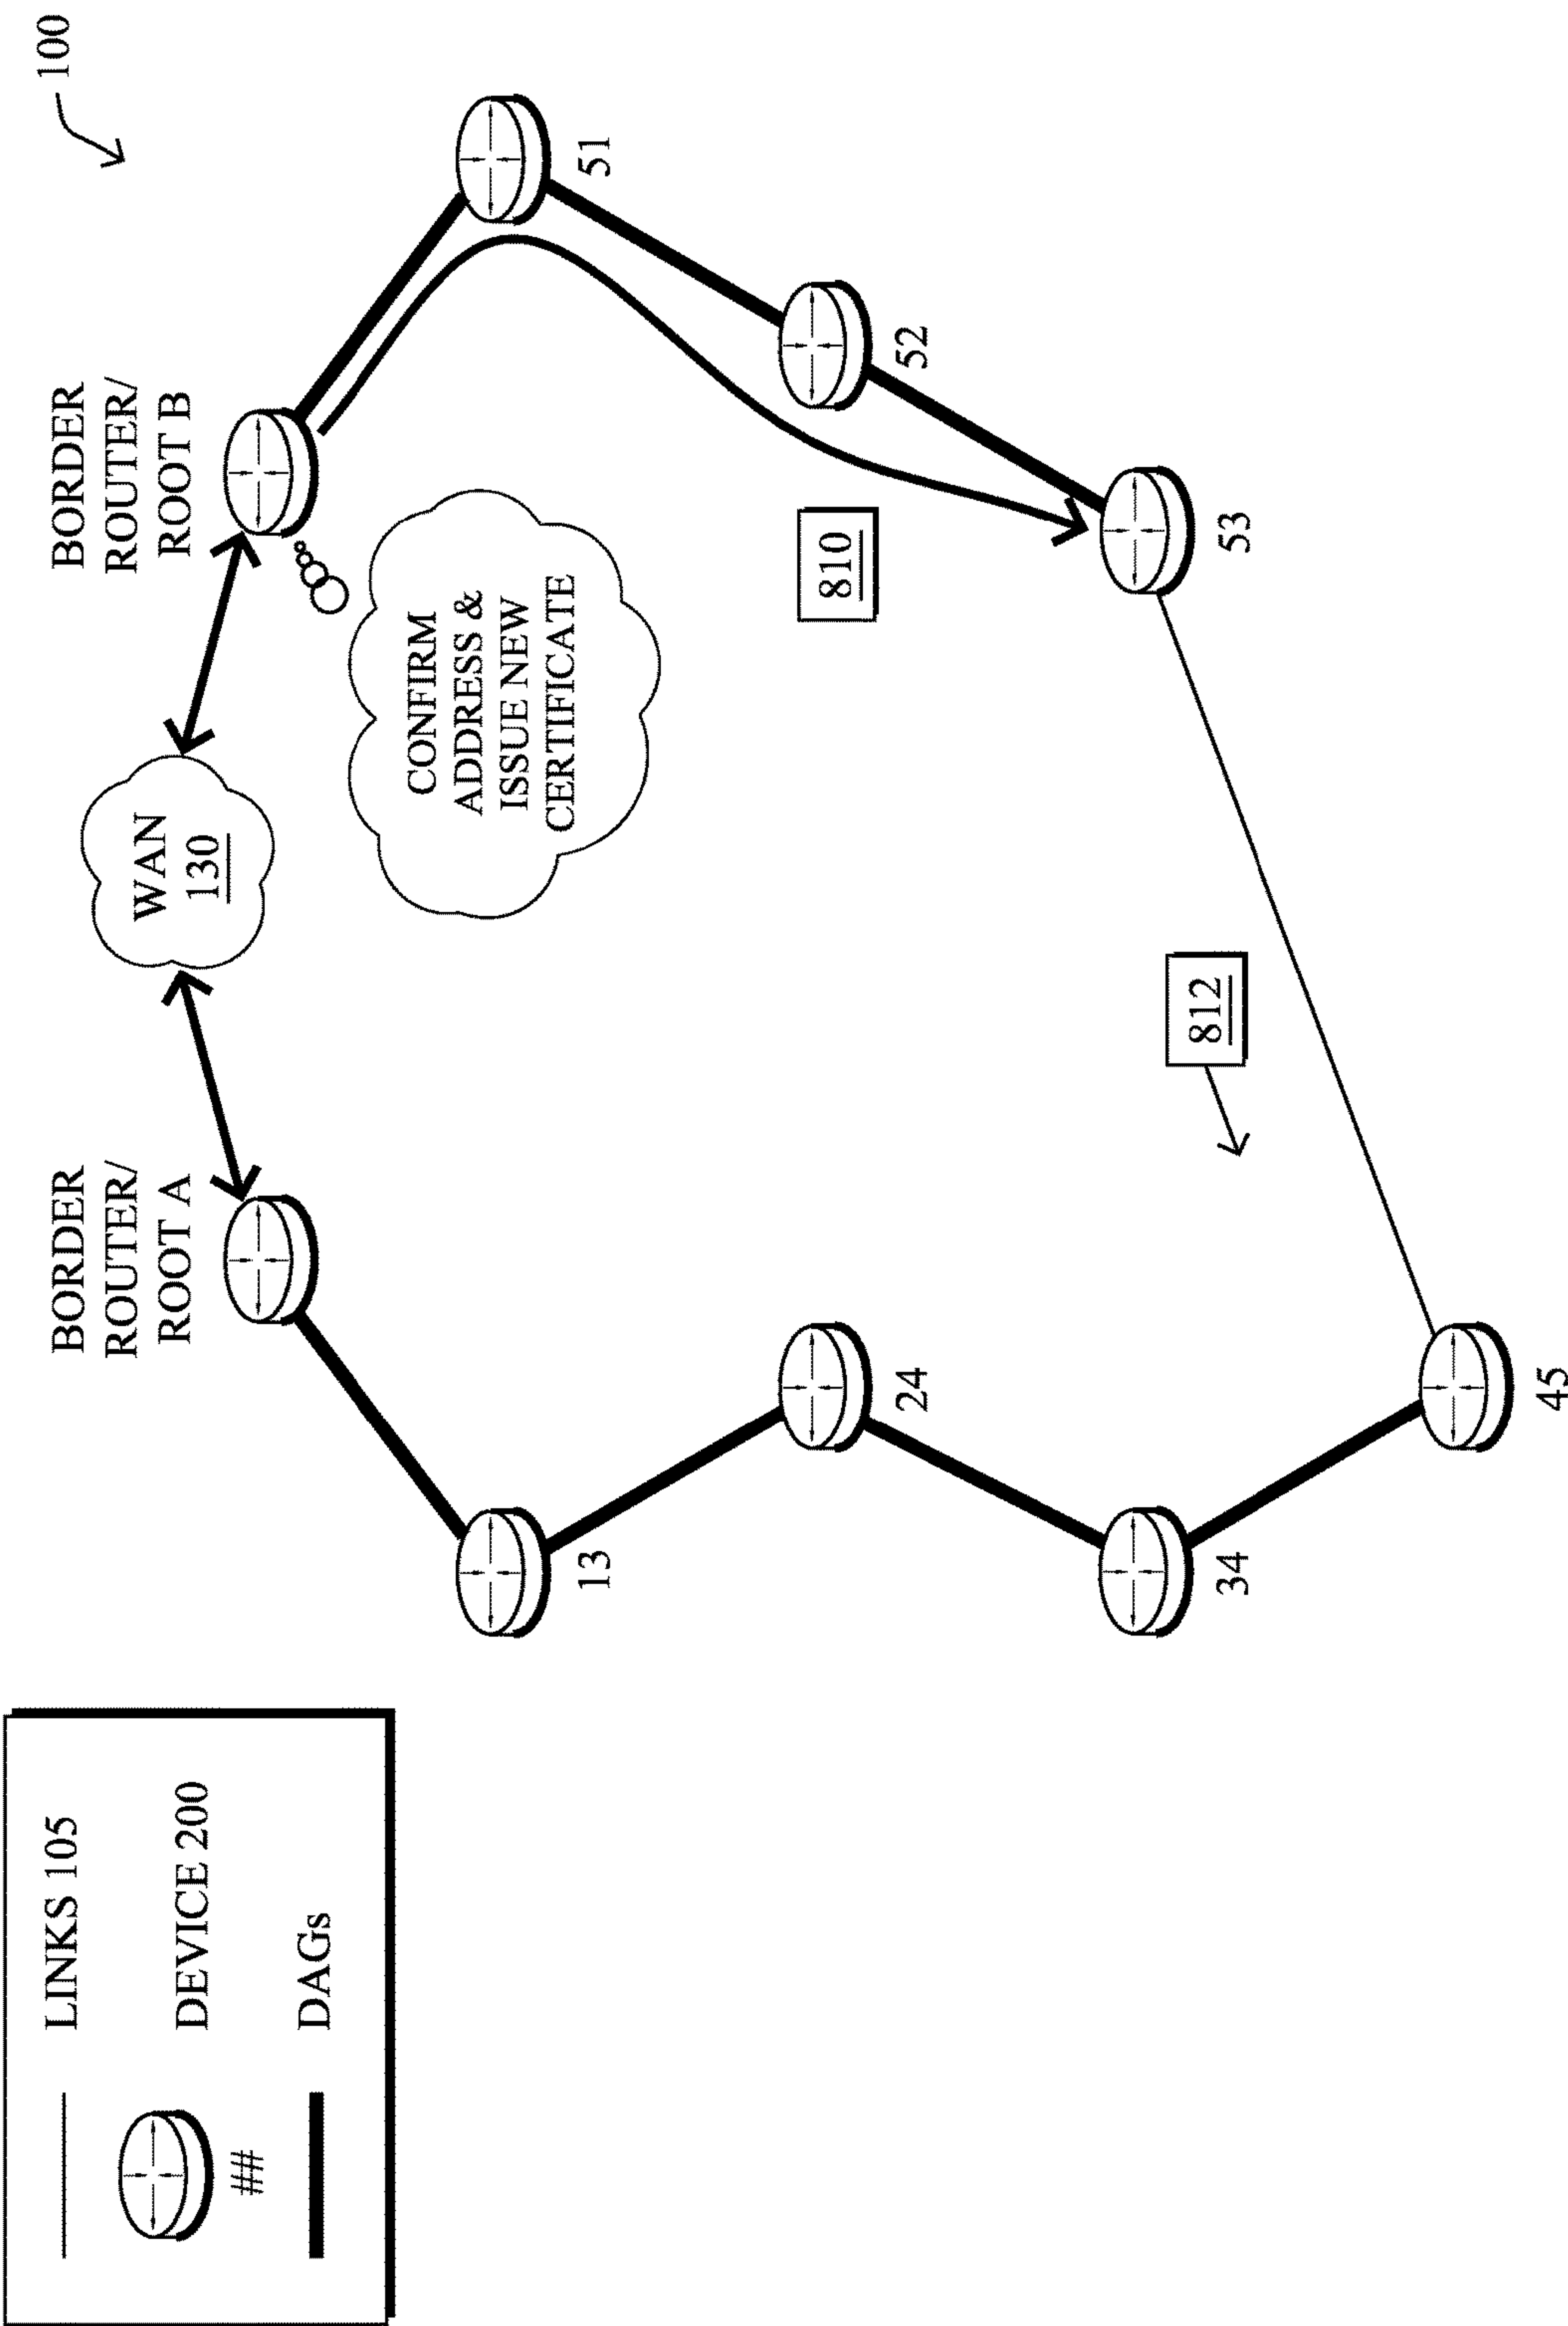 LINKS 105
DEVICE 200
##
DAGs
100
BORDER
ROUTER/
ROOT A
WAN
130
BORDER
ROUTER/
ROOT B
CONFIRM
ADDRESS &
ISSUE NEW
CERTIFICATE
13
51
24
810
52
34
812
53
45